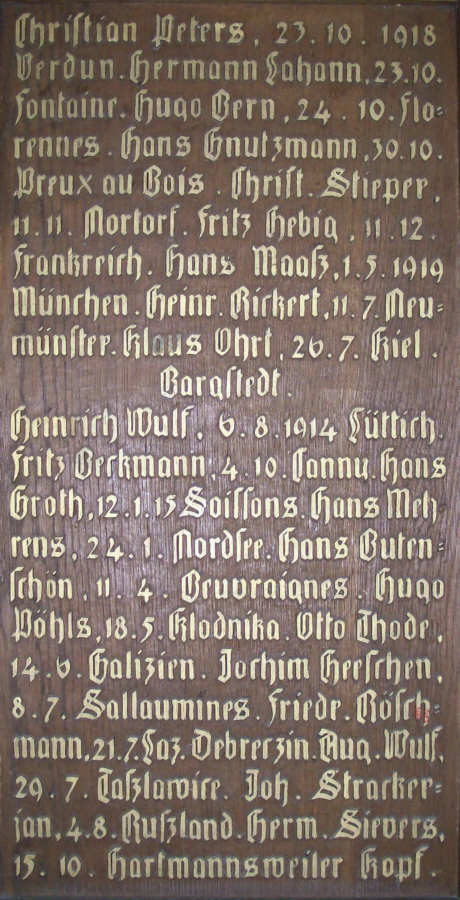 Christian Peters, 23.10.1918
Verdun. Hermann Lahann, 23.10.
Fontaine. Hugo Bern, 24.10. Flo=
rennes. Hans Gnutzmann, 30.10.
Preux au Bois. Christ. Stieper,
11.11. Nortorf. Fritz Hebig, 11.12.
Frankreich. Hans Maaß, 1.5.1919
München. Heinr. Rickert, 11.7. Neu=
münster. Klaus Ohrt, 26.7. Kiel.
Bargstedt.
Heinrich Wulf, 6.8.1914 Lüttich.
Fritz Beckmann, 4.10. Lannu. Hans
Groth, 12.1.15 Soissons. Hans Meh
rens, 24.1. Nordsee. Hans Buten=
schön, 11.4. Beuvraignes. Hugo
Pöhls, 18.5. Klodnika. Otto Thode,
14.6. Galizien. Jochim Heeschen,
8.7. Sallaumines. Friedr. Rösch=
mann, 21.7. Laz. Debreczin. Aug. Wulf,
29.7. Taszlawice. Joh. Stracker=
jan, 4.8. Rußland. Herm. Sievers,
15.10. Hartmannsweiler Kopf.